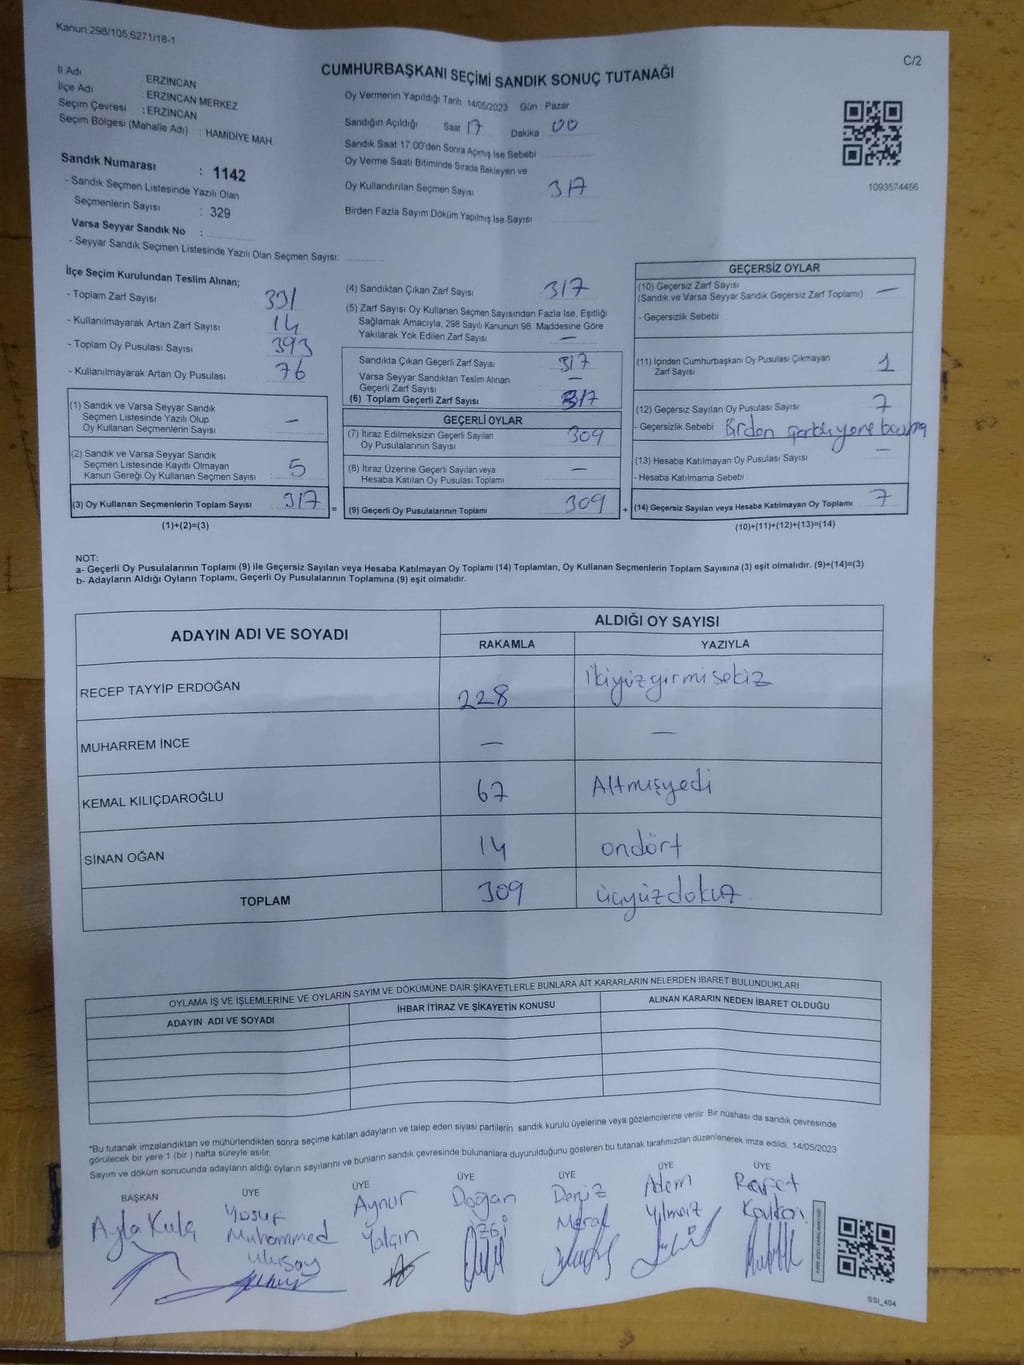 Kanun:298/105;6271/18-1
C/2
CUMHURBAŞKANI SEÇİMİ SANDIK SONUÇ TUTANAĞI
İl Adı ERZİNCAN
İlçe Adı : ERZİNCAN MERKEZ
Seçim Çevresi : ERZİNCAN
Seçim Bölgesi (Mahalle Adı) : HAMİDİYE MAH
Sandık Numarası : 1142
- Sandık Seçmen Listesinde Yazılı Olan
Seçmenlerin Sayısı : 329
Varsa Seyyar Sandık No :
- Seyyar Sandık Seçmen Listesinde Yazılı Olan Seçmen Sayısı:
Oy Vermenin Yapıldığı Tarih 14/05/2023 Gün Pazar
Sandığın Açıldığı Saat 17 Dakika 00
Sandık Saat 17.00'den Sonra Açmış İse Sebebi
Oy Verme Saati Bitiminde Sırada Bekleyen ve
Oy Kullandırılan Seçmen Sayısı 317
Birden Fazla Sayım Döküm Yapılmış İse Sayısı
1093574456
İlçe Seçim Kurulundan Teslim Alınan;
- Toplam Zarf Sayısı 331
- Kullanılmayarak Artan Zarf Sayısı 14
- Toplam Oy Pusulası Sayısı 393
- Kullanılmayarak Artan Oy Pusulası 76
(1) Sandık ve Varsa Seyyar Sandık
Seçmen Listesinde Yazılı Olup
Oy Kullanan Seçmenlerin Sayısı —
(2) Sandık ve Varsa Seyyar Sandık
Seçmen Listesinde Kayıtlı Olmayan
Kanun Gereği Oy Kullanan Seçmen Sayısı : 5
(3) Oy Kullanan Seçmenlerin Toplam Sayısı 317
(1)+(2)=(3)
(4) Sandıktan Çıkan Zarf Sayısı 317
(5) Zarf Sayısı Oy Kullanan Seçmen Sayısından Fazla İse, Eşitliği
Sağlamak Amacıyla, 298 Sayılı Kanunun 98. Maddesine Göre
Yakılarak Yok Edilen Zarf Sayısı —
Sandıkta Çıkan Geçerli Zarf Sayısı 317
Varsa Seyyar Sandıktan Teslim Alınan
Geçerli Zarf Sayısı —
(6) Toplam Geçerli Zarf Sayısı 317
GEÇERLİ OYLAR
(7) İtiraz Edilmeksizin Geçerli Sayılan
Oy Pusulalarının Sayısı 309
(8) İtiraz Üzerine Geçerli Sayılan veya
Hesaba Katılan Oy Pusulası Toplamı —
= (9) Geçerli Oy Pusulalarının Toplamı 309 +
GEÇERSİZ OYLAR
(10) Geçersiz Zarf Sayısı
(Sandık ve Varsa Seyyar Sandık Geçersiz Zarf Toplamı) —
- Geçersizlik Sebebi
(11) İçinden Cumhurbaşkanı Oy Pusulası Çıkmayan
Zarf Sayısı 1
(12) Geçersiz Sayılan Oy Pusulası Sayısı 7
- Geçersizlik Sebebi Birden
(13) Hesaba Katılmayan Oy Pusulası Sayısı —
- Hesaba Katılmama Sebebi
(14) Geçersiz Sayılan veya Hesaba Katılmayan Oy Toplamı 7
(10)+(11)+(12)+(13)=(14)
NOT:
a- Geçerli Oy Pusulalarının Toplamı (9) ile Geçersiz Sayılan veya Hesaba Katılmayan Oy Toplamı (14) Toplamları, Oy Kullanan Seçmenlerin Toplam Sayısına (3) eşit olmalıdır. (9)+(14)=(3)
b- Adayların Aldığı Oyların Toplamı, Geçerli Oy Pusulalarının Toplamına (9) eşit olmalıdır.
ADAYIN ADI VE SOYADI ALDIĞI OY SAYISI
RAKAMLA YAZIYLA
RECEP TAYYİP ERDOĞAN 228 ikiyüzyirmisekiz
MUHARREM İNCE — —
KEMAL KILIÇDAROĞLU 67 Altmışyedi
SİNAN OĞAN 14 ondört
TOPLAM 309 üçyüzdokuz
OYLAMA İŞ VE İŞLEMLERİNE VE OYLARIN SAYIM VE DÖKÜMÜNE DAİR ŞİKAYETLERLE BUNLARA AİT KARARLARIN NELERDEN İBARET BULUNDUKLARI
ADAYIN ADI VE SOYADI İHBAR İTİRAZ VE ŞİKAYETİN KONUSU ALINAN KARARIN NEDEN İBARET OLDUĞU
*Bu tutanak imzalandıktan ve mühürlendikten sonra seçime katılan adayların ve talep eden siyasi partilerin sandık kurulu üyelerine veya gözlemcilerine verilir. Bir nüshası da sandık çevresinde
görülecek bir yere 1 (bir ) hafta süreyle asılır.
Sayım ve döküm sonucunda adayların aldığı oyların sayılarını ve bunların sandık çevresinde bulunanlara duyurulduğunu gösteren bu tutanak tarafımızdan düzenlenerek imza edildi. 14/05/2023
BAŞKAN ÜYE ÜYE ÜYE ÜYE ÜYE ÜYE
Ayla Yusuf Muhammed Ulusoy Aynur Yalçın Doğan Deniz Meral Adem Yılmaz
SSI_404